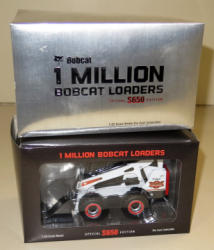 Bobcat
1 MILLION
BOBCAT LOADERS
SPECIAL S650 EDITION
1 MILLION BOBCAT LOADERS
SPECIAL S650 EDITION